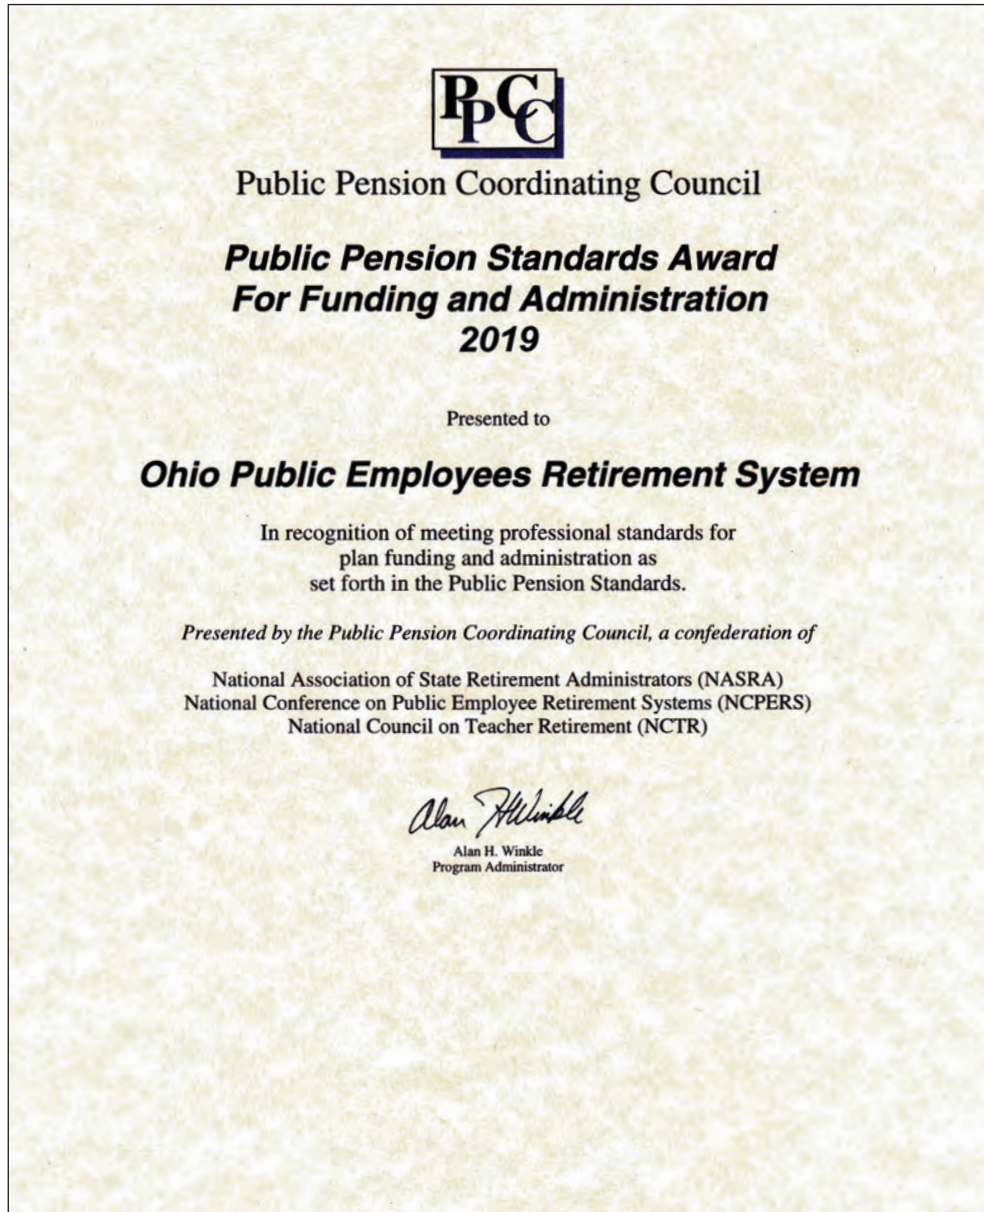 PPCC
Public Pension Coordinating Council
Public Pension Standards Award
For Funding and Administration
2019
Presented to
Ohio Public Employees Retirement System
In recognition of meeting professional standards for
plan funding and administration as
set forth in the Public Pension Standards.
Presented by the Public Pension Coordinating Council, a confederation of
National Association of State Retirement Administrators (NASRA)
National Conference on Public Employee Retirement Systems (NCPERS)
National Council on Teacher Retirement (NCTR)
Alan H Winkle
Alan H. Winkle
Program Administrator